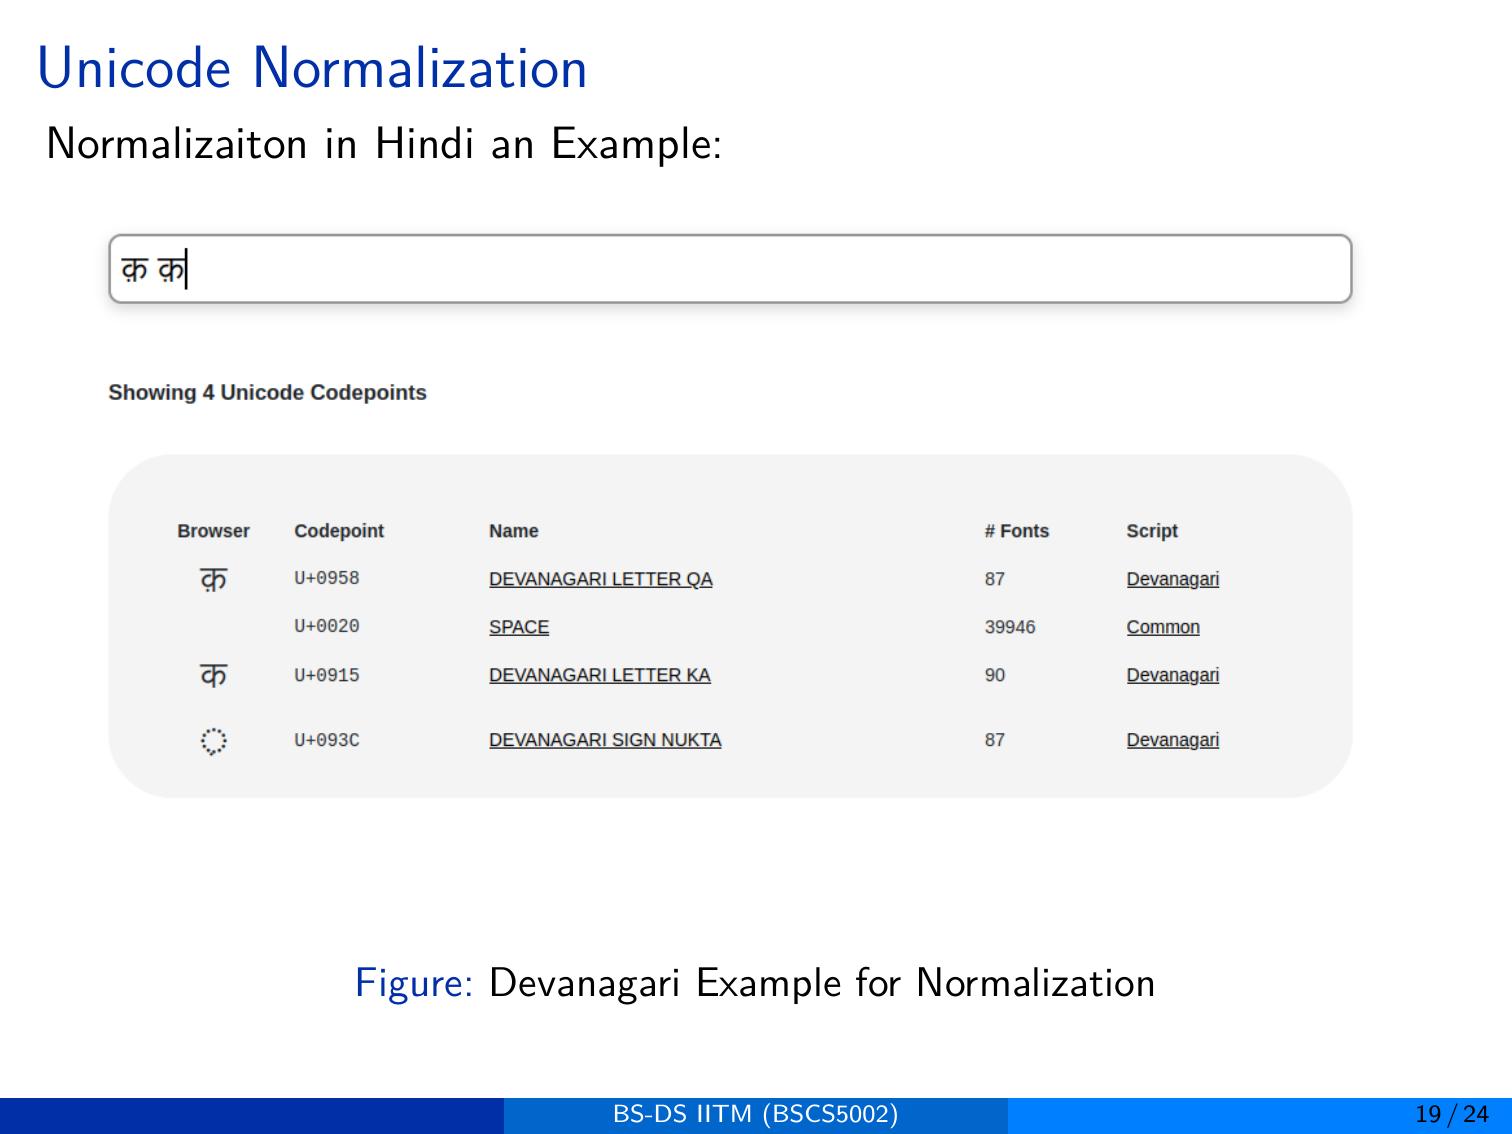 Unicode Normalization
Normalizaiton in Hindi an Example:
क़ क़
Showing 4 Unicode Codepoints
Browser Codepoint Name # Fonts Script
क़ U+0958 DEVANAGARI LETTER QA 87 Devanagari
U+0020 SPACE 39946 Common
क U+0915 DEVANAGARI LETTER KA 90 Devanagari
◌़ U+093C DEVANAGARI SIGN NUKTA 87 Devanagari
Figure: Devanagari Example for Normalization
BS-DS IITM (BSCS5002) 19 / 24